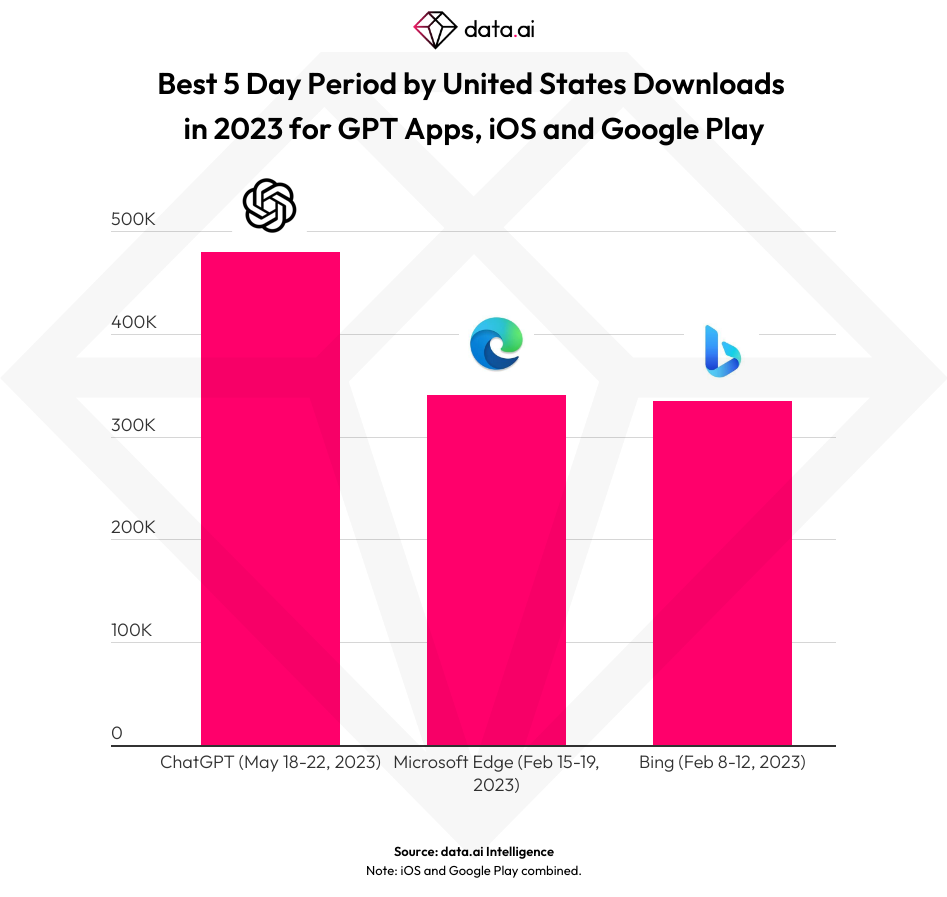 data.ai
Best 5 Day Period by United States Downloads
in 2023 for GPT Apps, iOS and Google Play
500K
400K
300K
200K
100K
0
ChatGPT (May 18-22, 2023)
Microsoft Edge (Feb 15-19,
2023)
Bing (Feb 8-12, 2023)
Source: data.ai Intelligence
Note: iOS and Google Play combined.